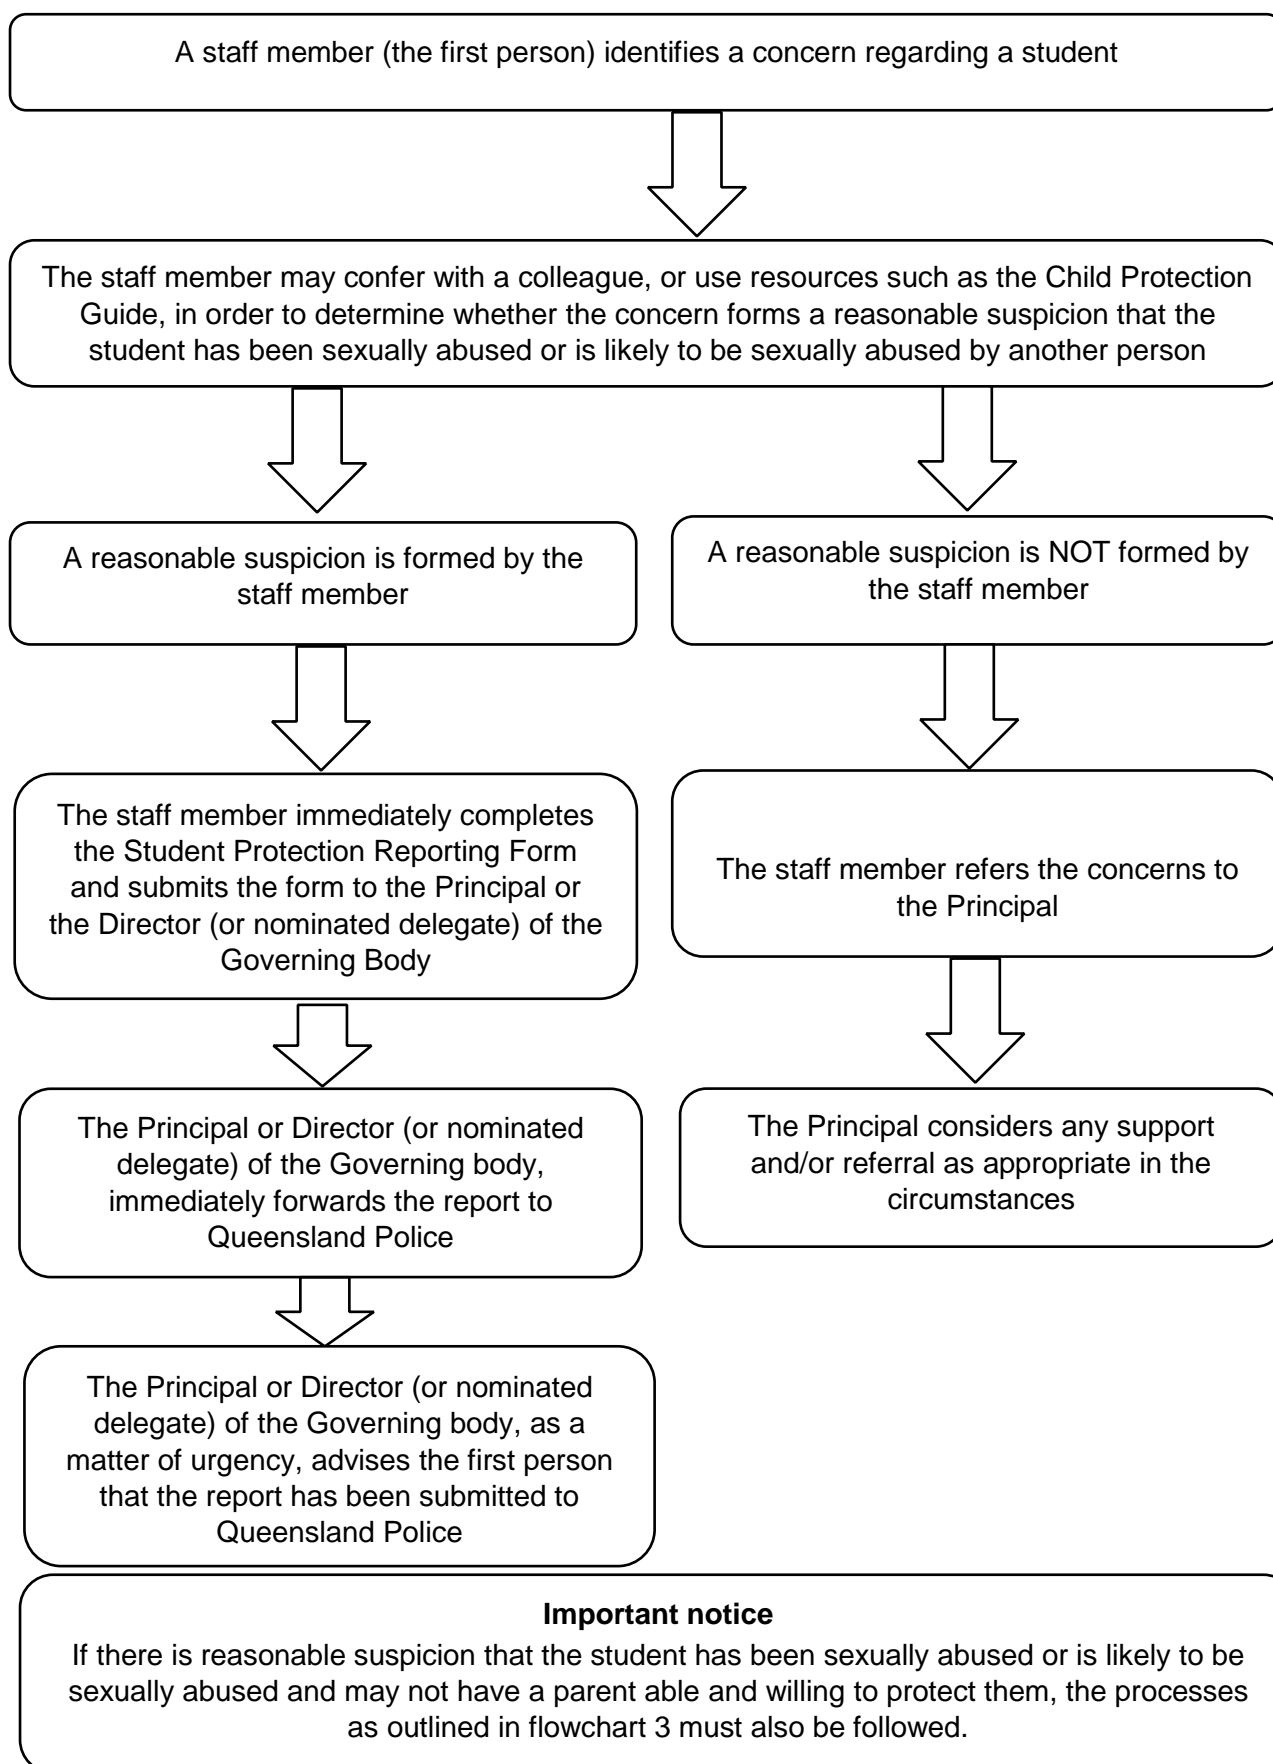 A staff member (the first person) identifies a concern regarding a student
The staff member may confer with a colleague, or use resources such as the Child Protection
Guide, in order to determine whether the concern forms a reasonable suspicion that the
student has been sexually abused or is likely to be sexually abused by another person
A reasonable suspicion is formed by the
staff member
A reasonable suspicion is NOT formed by
the staff member
The staff member immediately completes
the Student Protection Reporting Form
and submits the form to the Principal or
the Director (or nominated delegate) of the
Governing Body
The staff member refers the concerns to
the Principal
The Principal or Director (or nominated
delegate) of the Governing body,
immediately forwards the report to
Queensland Police
The Principal considers any support
and/or referral as appropriate in the
circumstances
The Principal or Director (or nominated
delegate) of the Governing body, as a
matter of urgency, advises the first person
that the report has been submitted to
Queensland Police
Important notice
If there is reasonable suspicion that the student has been sexually abused or is likely to be
sexually abused and may not have a parent able and willing to protect them, the processes
as outlined in flowchart 3 must also be followed.